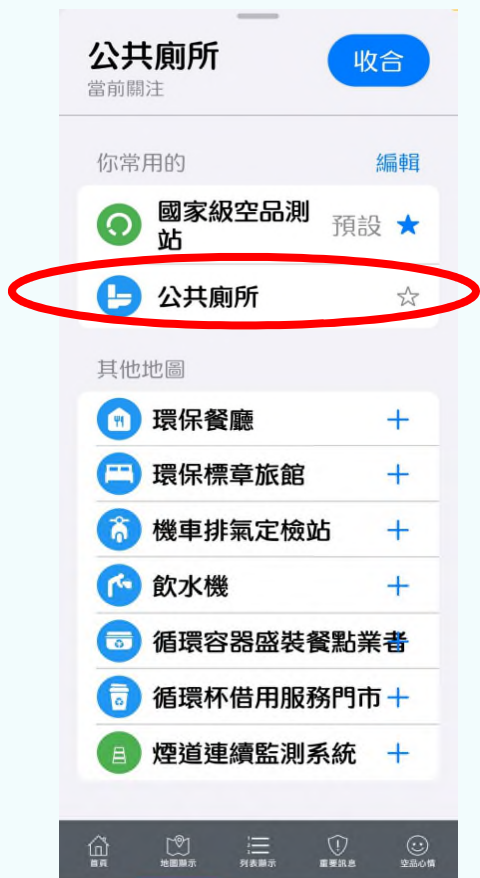 公共廁所
收合
當前關注
你常用的
編輯
國家級空品測
站
預設
公共廁所
其他地圖
環保餐廳
環保標章旅館
機車排氣定檢站
飲水機
循環容器盛裝餐點業者
循環杯借用服務門市
煙道連續監測系統
首頁
地圖顯示
列表顯示
重要訊息
空品心情